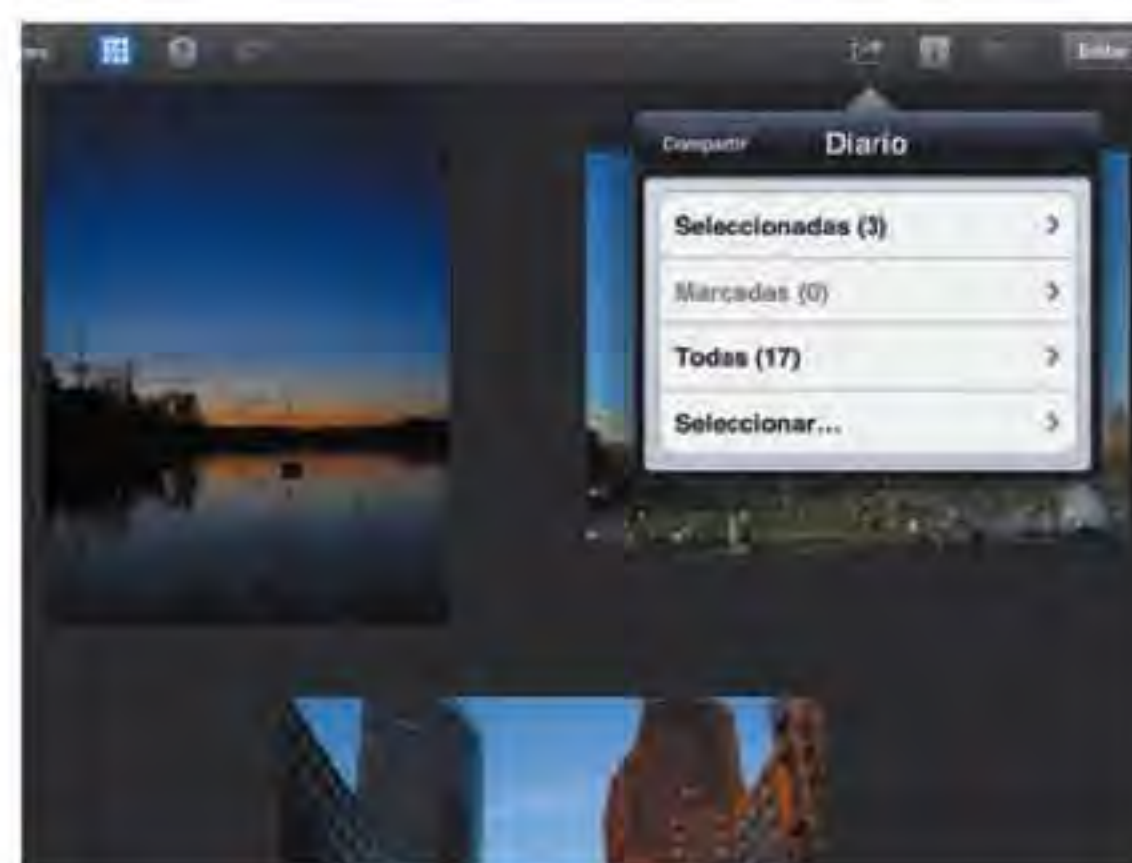 Editar
Compartir Diario
Seleccionadas (3)
Marcadas (0)
Todas (17)
Seleccionar...